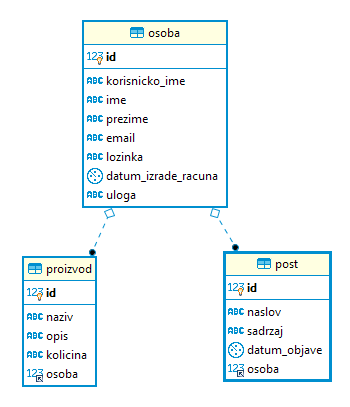 osoba
123 id
ABC korisnicko_ime
ABC ime
ABC prezime
ABC email
ABC lozinka
datum_izrade_racuna
ABC uloga
proizvod
123 id
ABC naziv
ABC opis
ABC kolicina
123 osoba
post
123 id
ABC naslov
ABC sadrzaj
datum_objave
123 osoba